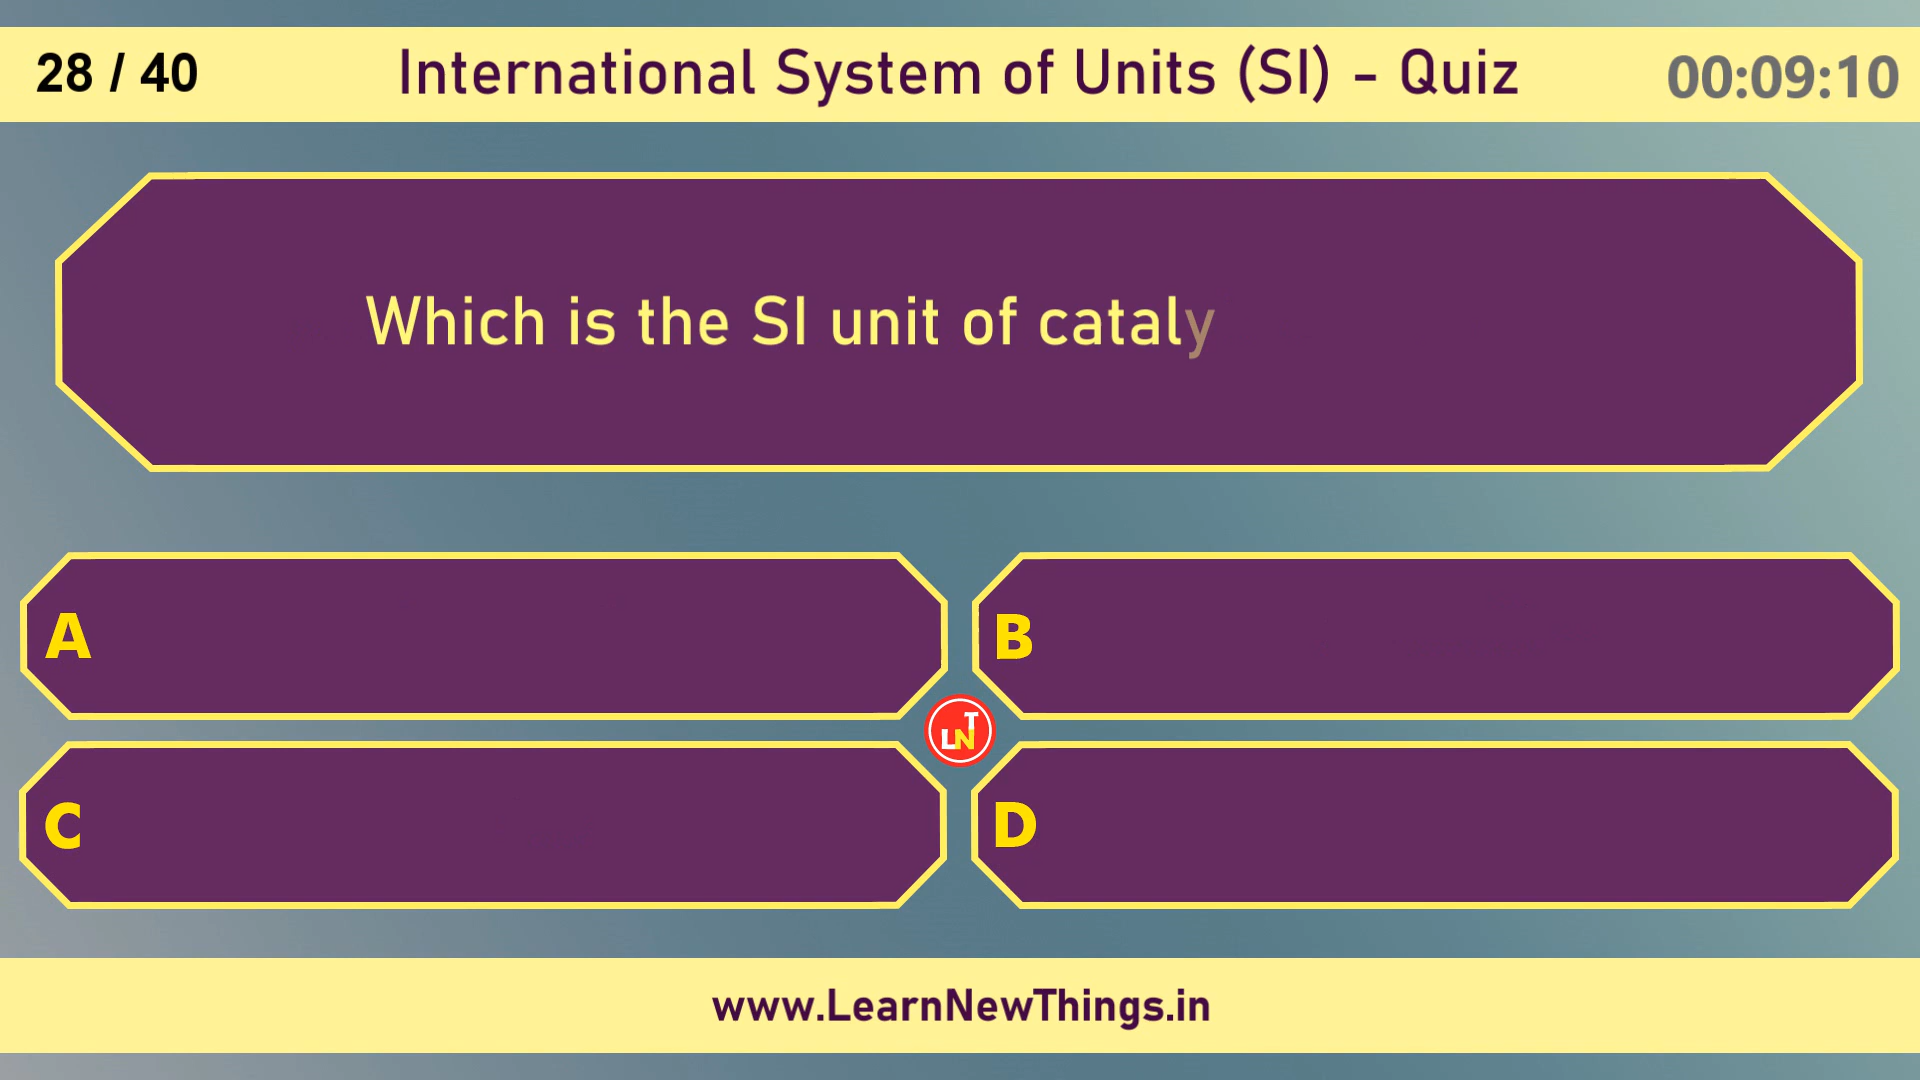 28 / 40
International System of Units (SI) - Quiz
00:09:10
Which is the SI unit of cataly
A
B
C
D
LNT
www.LearnNewThings.in